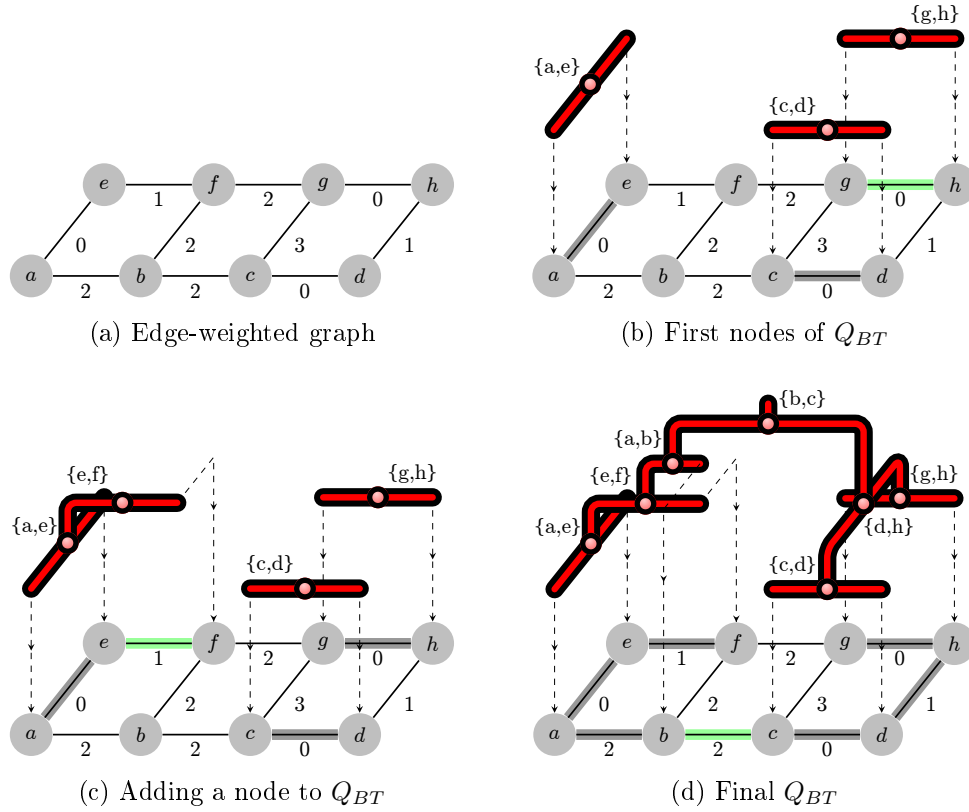 {a,e} {c,d} {g,h}
e f g h
1 2 0
0 2 3 1
a b c d
2 2 0
(a) Edge-weighted graph
e f g h
1 2 0
0 2 3 1
a b c d
2 2 0
(b) First nodes of Q_BT
{e,f} {g,h}
{a,e} {c,d}
e f g h
1 2 0
0 2 3 1
a b c d
2 2 0
(c) Adding a node to Q_BT
{b,c}
{a,b}
{e,f} {g,h}
{a,e} {d,h}
{c,d}
e f g h
1 2 0
0 2 3 1
a b c d
2 2 0
(d) Final Q_BT